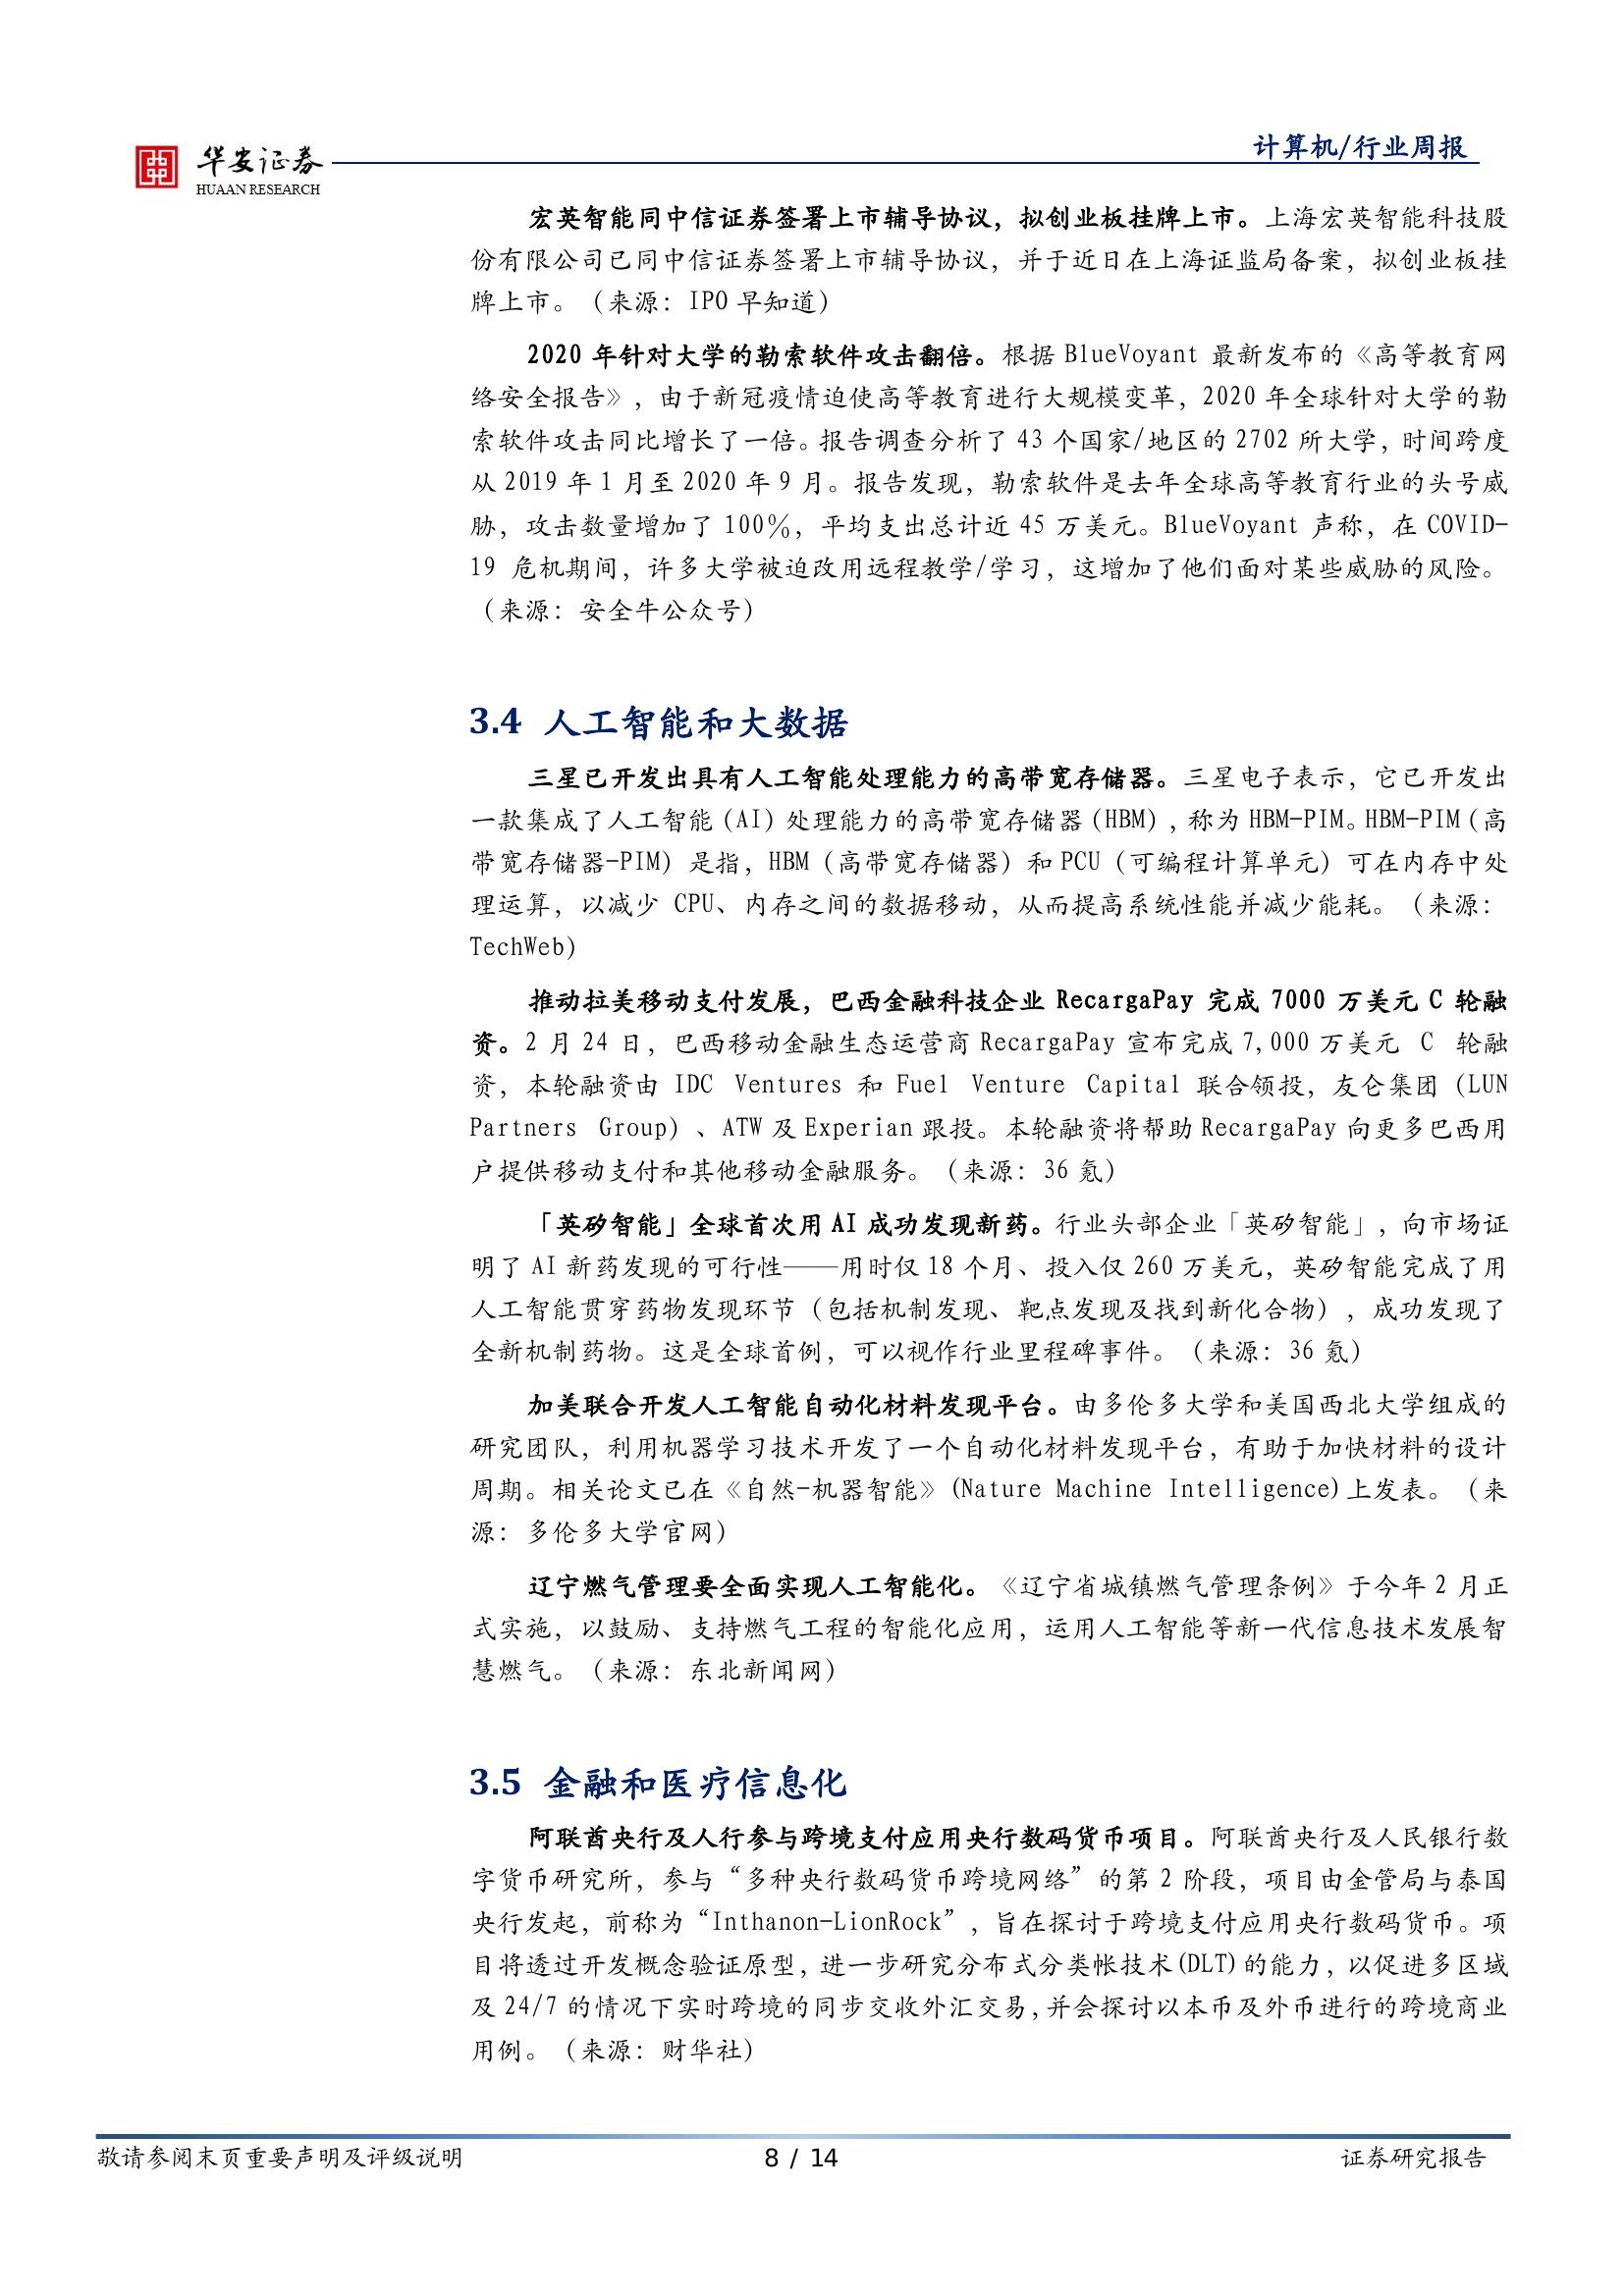 华安证券
HUAAN RESEARCH
计算机/行业周报
宏英智能同中信证券签署上市辅导协议，拟创业板挂牌上市。上海宏英智能科技股
份有限公司已同中信证券签署上市辅导协议，并于近日在上海证监局备案，拟创业板挂
牌上市。（来源：IPO 早知道）
2020 年针对大学的勒索软件攻击翻倍。根据 BlueVoyant 最新发布的《高等教育网
络安全报告》，由于新冠疫情迫使高等教育进行大规模变革，2020 年全球针对大学的勒
索软件攻击同比增长了一倍。报告调查分析了 43 个国家/地区的 2702 所大学，时间跨度
从 2019 年 1 月至 2020 年 9 月。报告发现，勒索软件是去年全球高等教育行业的头号威
胁，攻击数量增加了 100%，平均支出总计近 45 万美元。BlueVoyant 声称，在 COVID-
19 危机期间，许多大学被迫改用远程教学/学习，这增加了他们面对某些威胁的风险。
（来源：安全牛公众号）
3.4 人工智能和大数据
三星已开发出具有人工智能处理能力的高带宽存储器。三星电子表示，它已开发出
一款集成了人工智能（AI）处理能力的高带宽存储器（HBM），称为 HBM-PIM。HBM-PIM（高
带宽存储器-PIM）是指，HBM（高带宽存储器）和 PCU（可编程计算单元）可在内存中处
理运算，以减少 CPU、内存之间的数据移动，从而提高系统性能并减少能耗。（来源：
TechWeb）
推动拉美移动支付发展，巴西金融科技企业 RecargaPay 完成 7000 万美元 C 轮融
资。2 月 24 日，巴西移动金融生态运营商 RecargaPay 宣布完成 7,000 万美元 C 轮融
资，本轮融资由 IDC Ventures 和 Fuel Venture Capital 联合领投，友仑集团（LUN
Partners Group）、ATW 及 Experian 跟投。本轮融资将帮助 RecargaPay 向更多巴西用
户提供移动支付和其他移动金融服务。（来源：36 氪）
「英矽智能」全球首次用 AI 成功发现新药。行业头部企业「英矽智能」，向市场证
明了 AI 新药发现的可行性——用时仅 18 个月、投入仅 260 万美元，英矽智能完成了用
人工智能贯穿药物发现环节（包括机制发现、靶点发现及找到新化合物），成功发现了
全新机制药物。这是全球首例，可以视作行业里程碑事件。（来源：36 氪）
加美联合开发人工智能自动化材料发现平台。由多伦多大学和美国西北大学组成的
研究团队，利用机器学习技术开发了一个自动化材料发现平台，有助于加快材料的设计
周期。相关论文已在《自然-机器智能》(Nature Machine Intelligence)上发表。（来
源：多伦多大学官网）
辽宁燃气管理要全面实现人工智能化。《辽宁省城镇燃气管理条例》于今年 2 月正
式实施，以鼓励、支持燃气工程的智能化应用，运用人工智能等新一代信息技术发展智
慧燃气。（来源：东北新闻网）
3.5 金融和医疗信息化
阿联酋央行及人行参与跨境支付应用央行数码货币项目。阿联酋央行及人民银行数
字货币研究所，参与“多种央行数码货币跨境网络”的第 2 阶段，项目由金管局与泰国
央行发起，前称为“Inthanon-LionRock”，旨在探讨于跨境支付应用央行数码货币。项
目将透过开发概念验证原型，进一步研究分布式分类帐技术(DLT)的能力，以促进多区域
及 24/7 的情况下实时跨境的同步交收外汇交易，并会探讨以本币及外币进行的跨境商业
用例。（来源：财华社）
敬请参阅末页重要声明及评级说明
8 / 14
证券研究报告